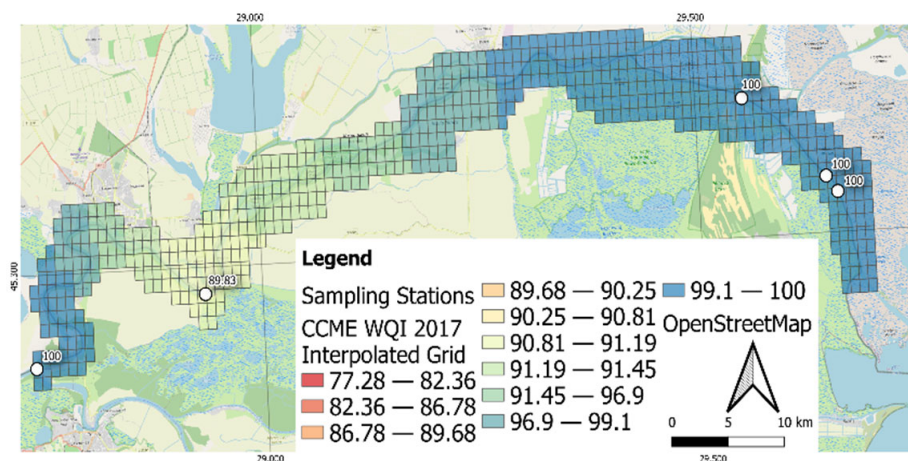 29.000
29.500
100
100
100
45.300
89.83
100
Legend
Sampling Stations
CCME WQI 2017
Interpolated Grid
77.28 — 82.36
82.36 — 86.78
86.78 — 89.68
89.68 — 90.25
90.25 — 90.81
90.81 — 91.19
91.19 — 91.45
91.45 — 96.9
96.9 — 99.1
99.1 — 100
OpenStreetMap
0 5 10 km
29.000
29.500